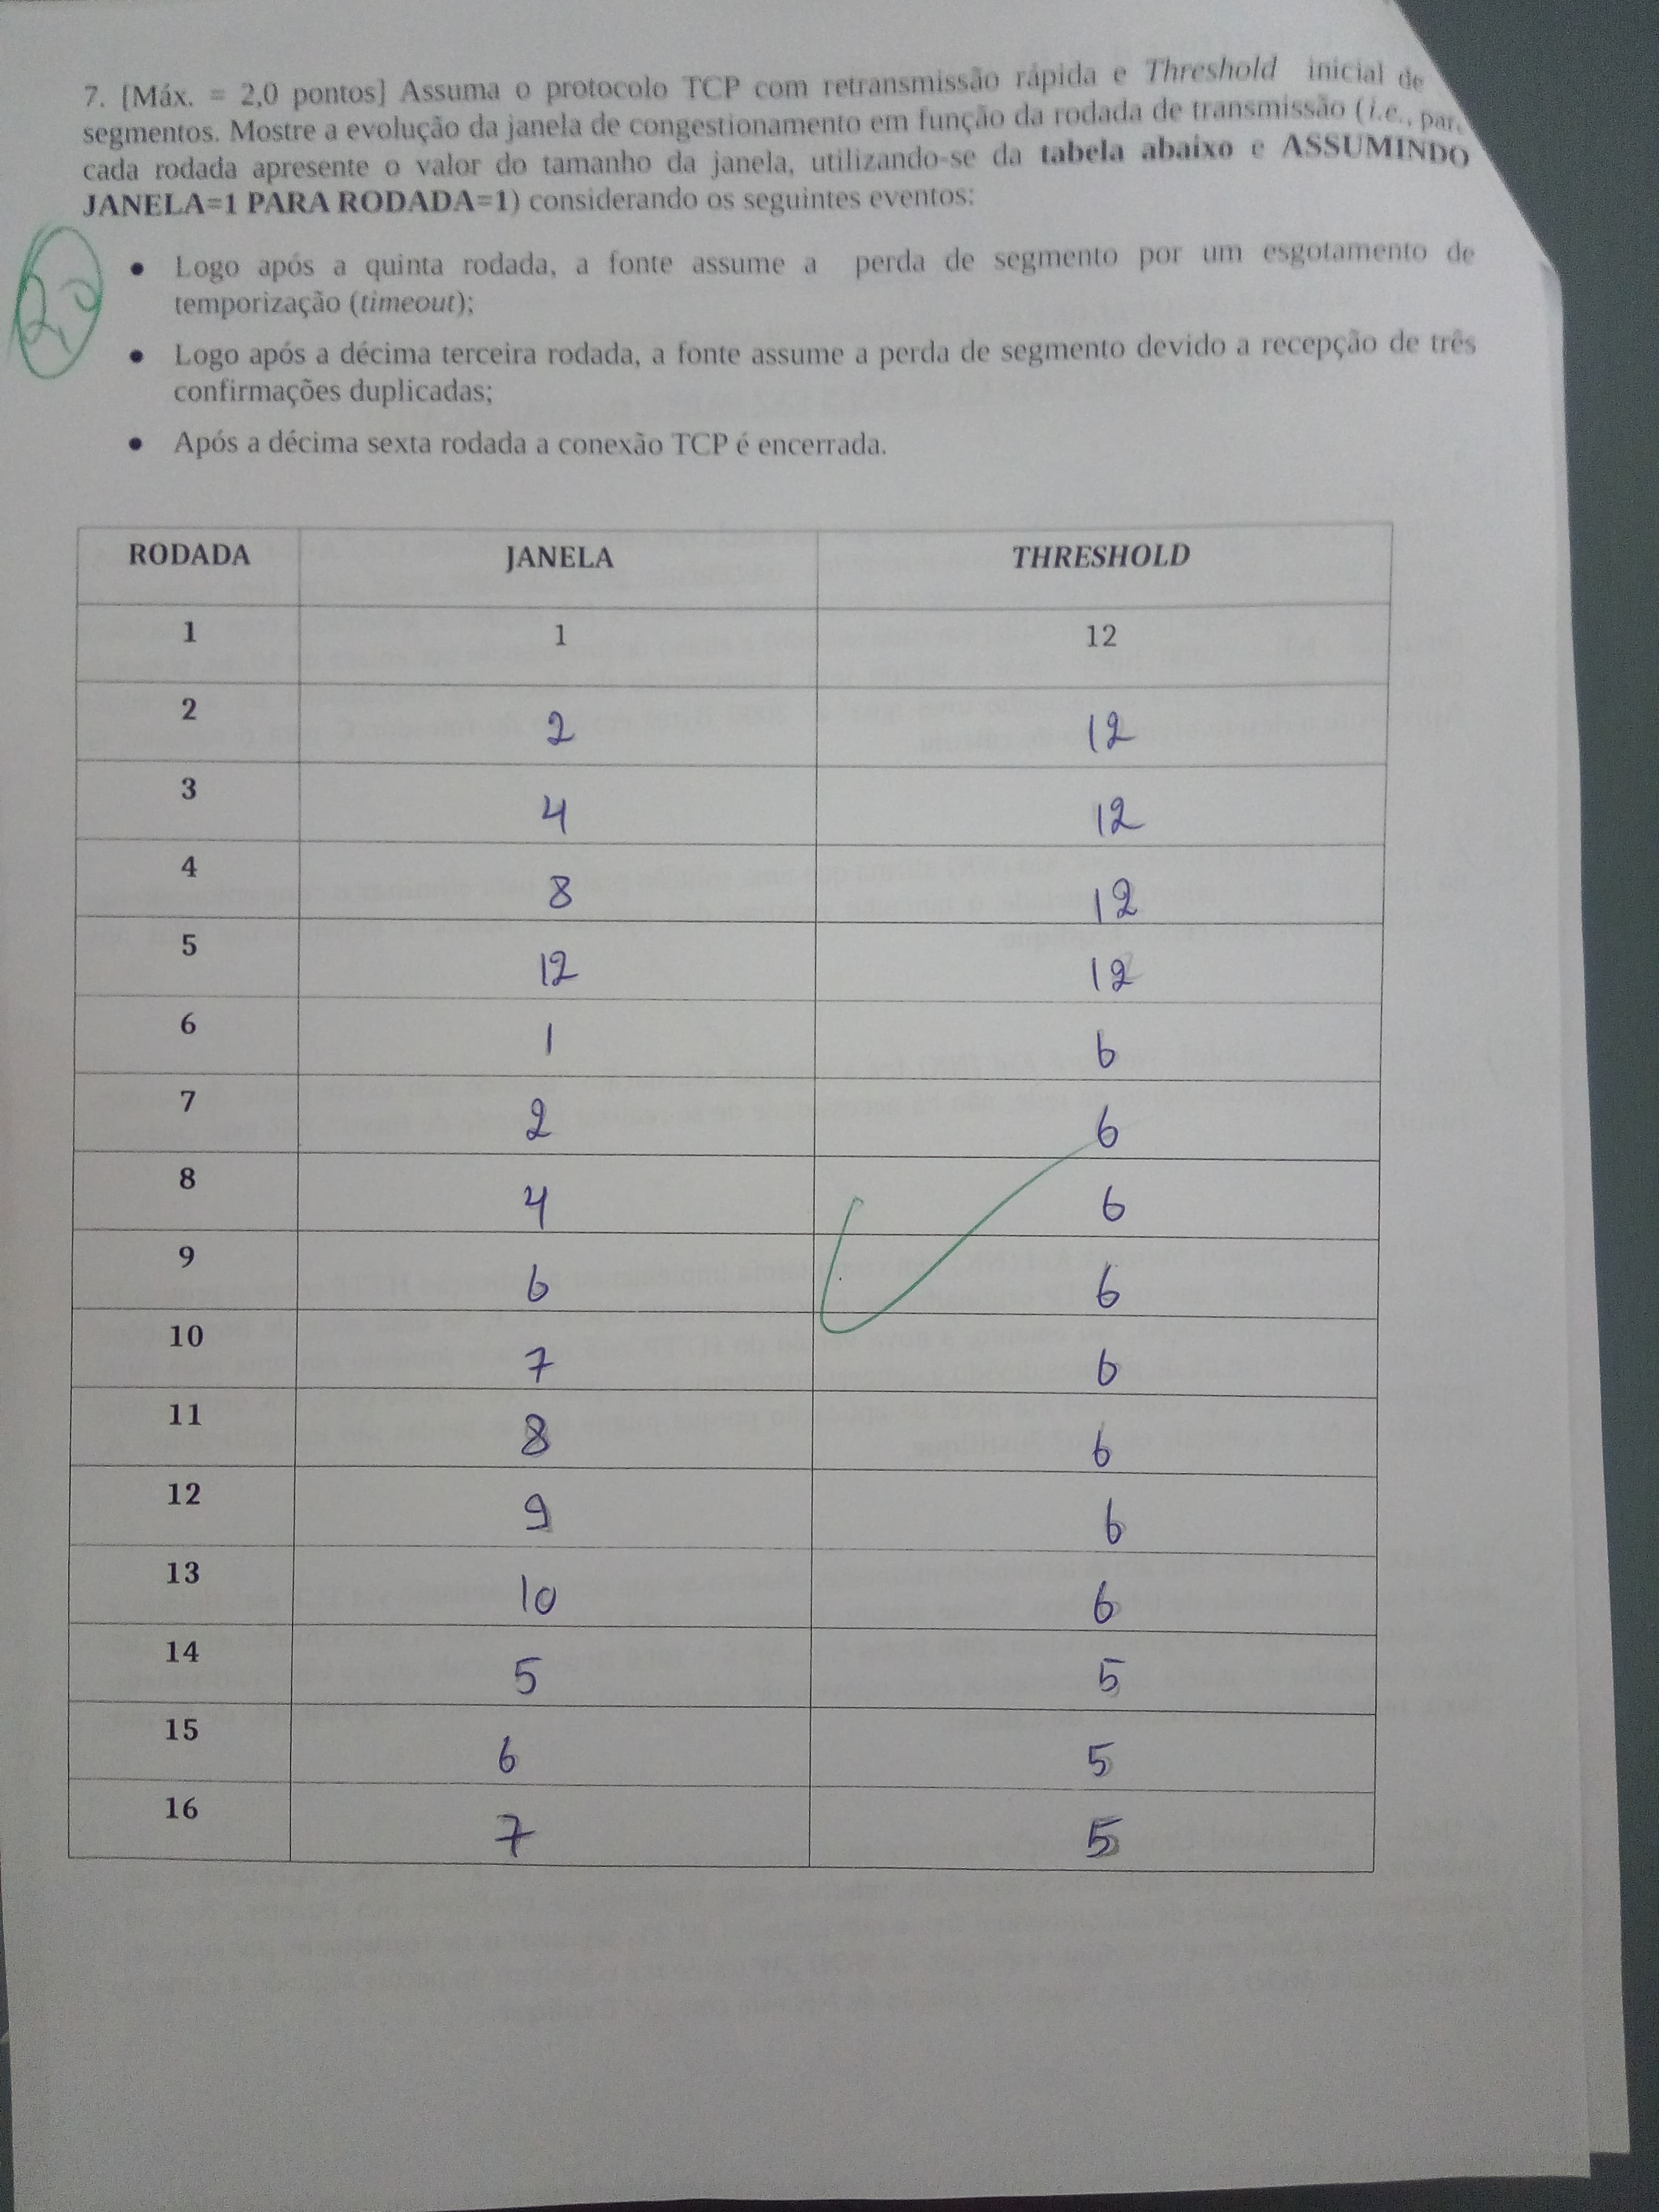 7. [Máx. = 2,0 pontos] Assuma o protocolo TCP com retransmissão rápida e Threshold inicial de
segmentos. Mostre a evolução da janela de congestionamento em função da rodada de transmissão (i.e.,
cada rodada apresente o valor do tamanho da janela, utilizando-se da tabela abaixo e ASSUMINDO
JANELA=1 PARA RODADA=1) considerando os seguintes eventos:
2,0
• Logo após a quinta rodada, a fonte assume a perda de segmento por um esgotamento de
temporização (timeout);
• Logo após a décima terceira rodada, a fonte assume a perda de segmento devido a recepção de três
confirmações duplicadas;
• Após a décima sexta rodada a conexão TCP é encerrada.
RODADA JANELA THRESHOLD
1 1 12
2 2 12
3 4 12
4 8 12
5 12 12
6 1 6
7 2 6
8 4 6
9 6 6
10 7 6
11 8 6
12 9 6
13 10 6
14 5 5
15 6 5
16 7 5